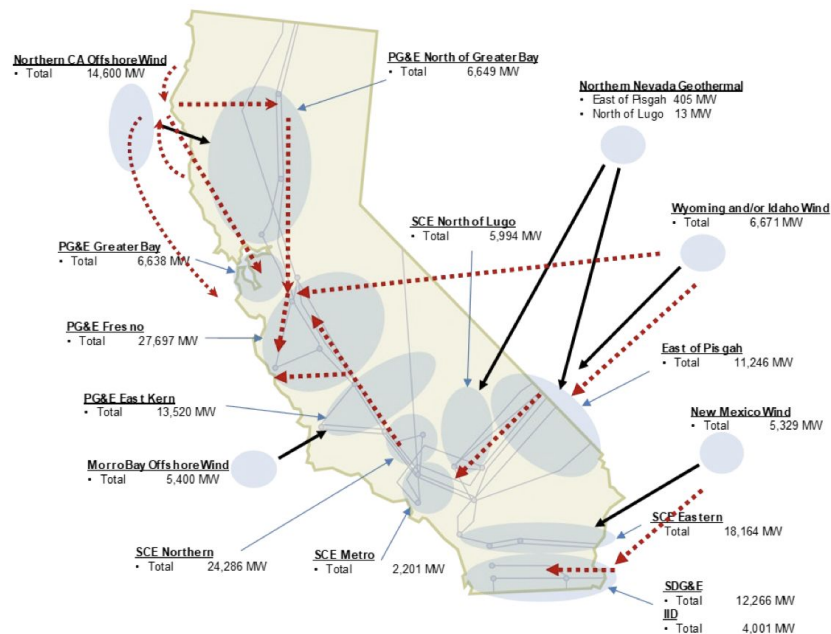 Northern CA Offshore Wind
• Total 14,600 MW
PG&E North of Greater Bay
• Total 6,649 MW
Northern Nevada Geothermal
• East of Pisgah 405 MW
• North of Lugo 13 MW
Wyoming and/or Idaho Wind
• Total 6,671 MW
SCE North of Lugo
• Total 5,994 MW
PG&E Greater Bay
• Total 6,638 MW
PG&E Fresno
• Total 27,697 MW
East of Pisgah
• Total 11,246 MW
PG&E East Kern
• Total 13,520 MW
New Mexico Wind
• Total 5,329 MW
Morro Bay Offshore Wind
• Total 5,400 MW
SCE Eastern
• Total 18,164 MW
SCE Northern
• Total 24,286 MW
SCE Metro
• Total 2,201 MW
SDG&E
• Total 12,266 MW
IID
• Total 4,001 MW